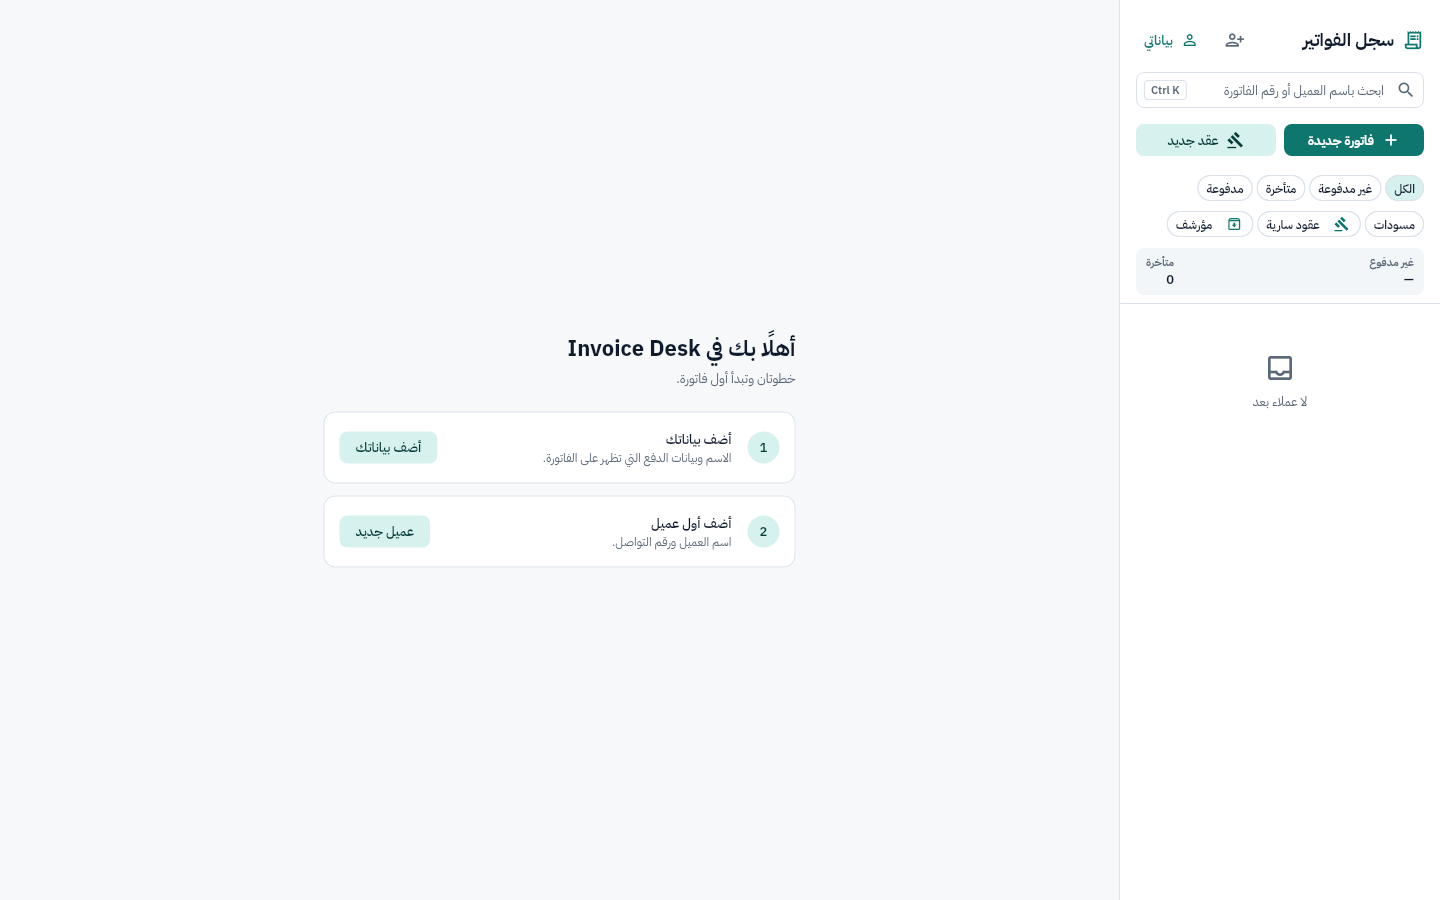 سجل الفواتير
بياناتي
ابحث باسم العميل أو رقم الفاتورة
Ctrl K
فاتورة جديدة
عقد جديد
الكل
غير مدفوعة
متأخرة
مدفوعة
مسودات
عقود سارية
مؤرشف
غير مدفوع
متأخرة
—
0
لا عملاء بعد
أهلًا بك في Invoice Desk
خطوتان وتبدأ أول فاتورة.
1
أضف بياناتك
الاسم وبيانات الدفع التي تظهر على الفاتورة.
أضف بياناتك
2
أضف أول عميل
اسم العميل ورقم التواصل.
عميل جديد